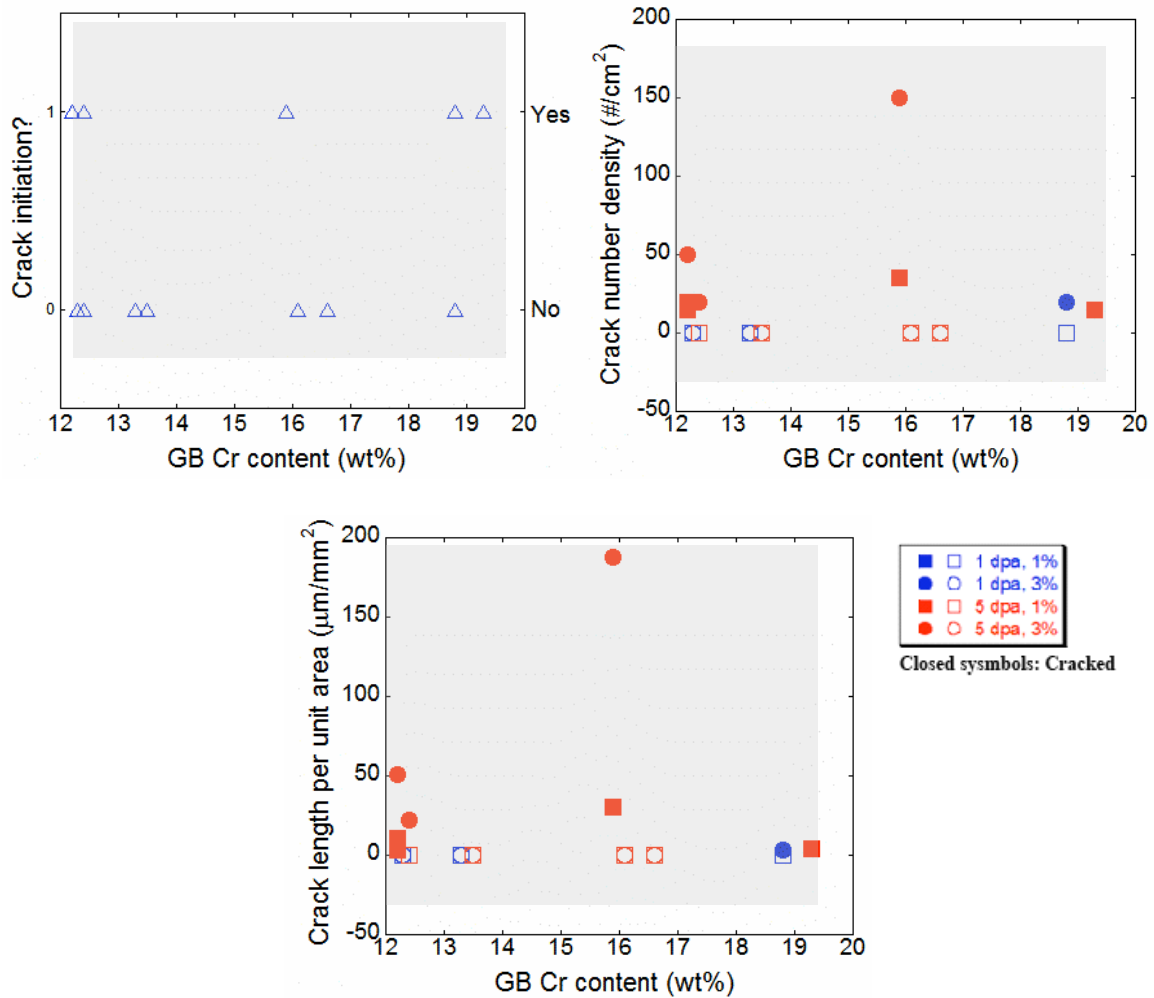 Crack initiation?
1
0
Yes
No
12 13 14 15 16 17 18 19 20
GB Cr content (wt%)
Crack number density (#/cm²)
200
150
100
50
0
-50
12 13 14 15 16 17 18 19 20
GB Cr content (wt%)
Crack length per unit area (μm/mm²)
200
150
100
50
0
-50
12 13 14 15 16 17 18 19 20
GB Cr content (wt%)
1 dpa, 1%
1 dpa, 3%
5 dpa, 1%
5 dpa, 3%
Closed sysmbols: Cracked